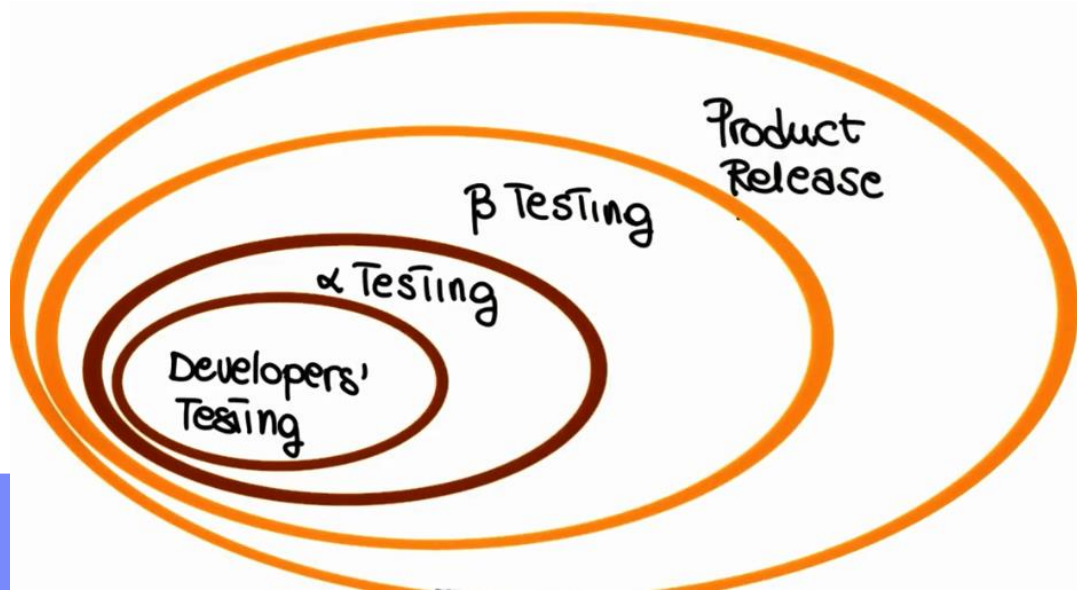 Product
Release
β Testing
α Testing
Developers'
Testing